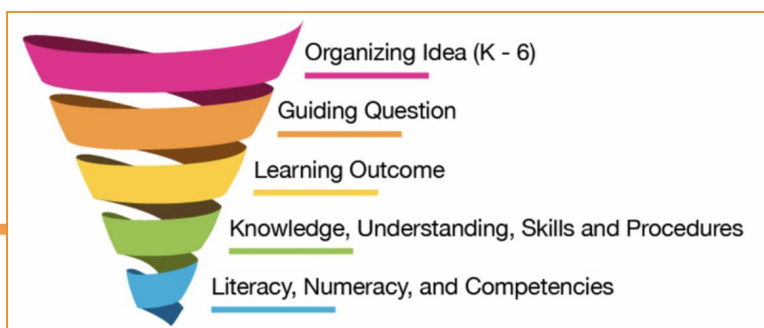 Organizing Idea (K - 6)
Guiding Question
Learning Outcome
Knowledge, Understanding, Skills and Procedures
Literacy, Numeracy, and Competencies